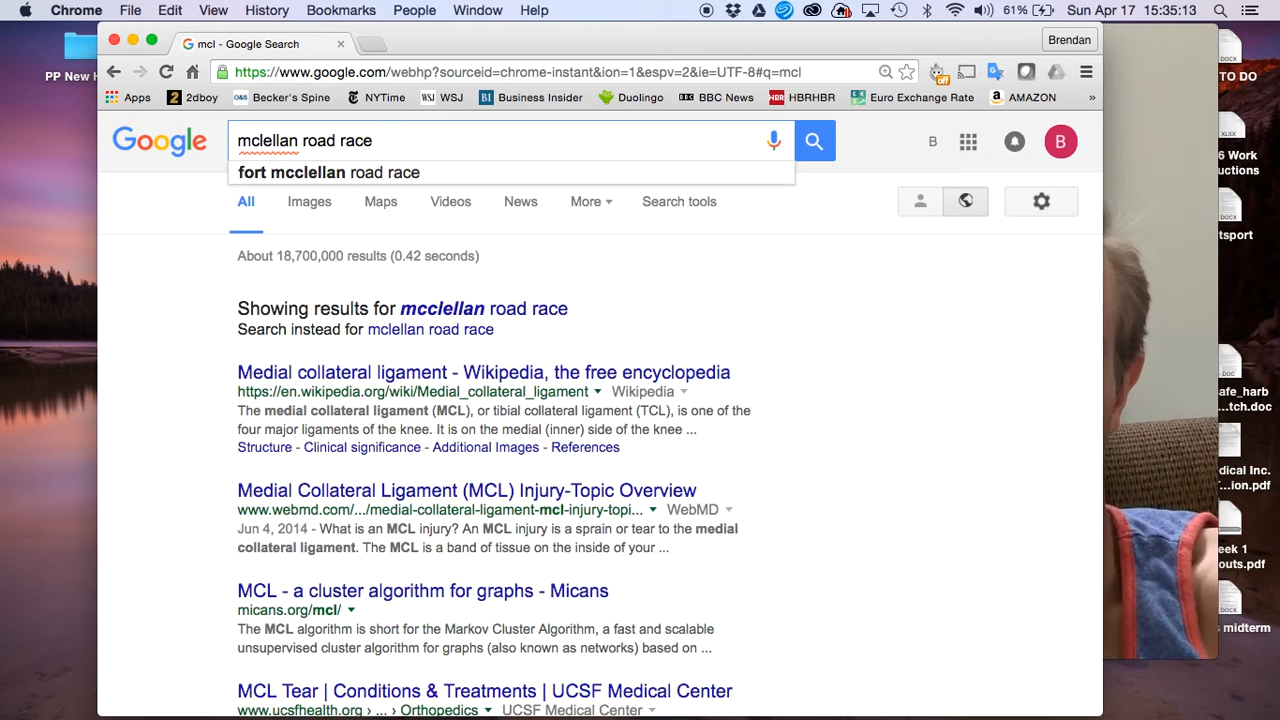 Chrome File Edit View History Bookmarks People Window Help 61% Sun Apr 17 15:35:13
mcl - Google Search Brendan
https://www.google.com/webhp?sourceid=chrome-instant&ion=1&espv=2&ie=UTF-8#q=mcl
Apps 2dboy Becker's Spine NYTime WSJ Business Insider Duolingo BBC News HBRHBR Euro Exchange Rate AMAZON »
PP New
TO DO
Google mclellan road race B B
fort mcclellan road race
6 Work
uctions
All Images Maps Videos News More Search tools
tsport
About 18,700,000 results (0.42 seconds)
Showing results for mcclellan road race
Search instead for mclellan road race
Medial collateral ligament - Wikipedia, the free encyclopedia
https://en.wikipedia.org/wiki/Medial_collateral_ligament Wikipedia
The medial collateral ligament (MCL), or tibial collateral ligament (TCL), is one of the
four major ligaments of the knee. It is on the medial (inner) side of the knee ...
Structure - Clinical significance - Additional Images - References
afe_harb
tch.doc
Medial Collateral Ligament (MCL) Injury-Topic Overview
www.webmd.com/.../medial-collateral-ligament-mcl-injury-topi... WebMD
Jun 4, 2014 - What is an MCL injury? An MCL injury is a sprain or tear to the medial
collateral ligament. The MCL is a band of tissue on the inside of your ...
dical Inc.
...ion.pdf
eek 1
outs.pdf
MCL - a cluster algorithm for graphs - Micans
micans.org/mcl/
The MCL algorithm is short for the Markov Cluster Algorithm, a fast and scalable
unsupervised cluster algorithm for graphs (also known as networks) based on ...
s midterm
MCL Tear | Conditions & Treatments | UCSF Medical Center
www.ucsfhealth.org › ... › Orthopedics UCSF Medical Center